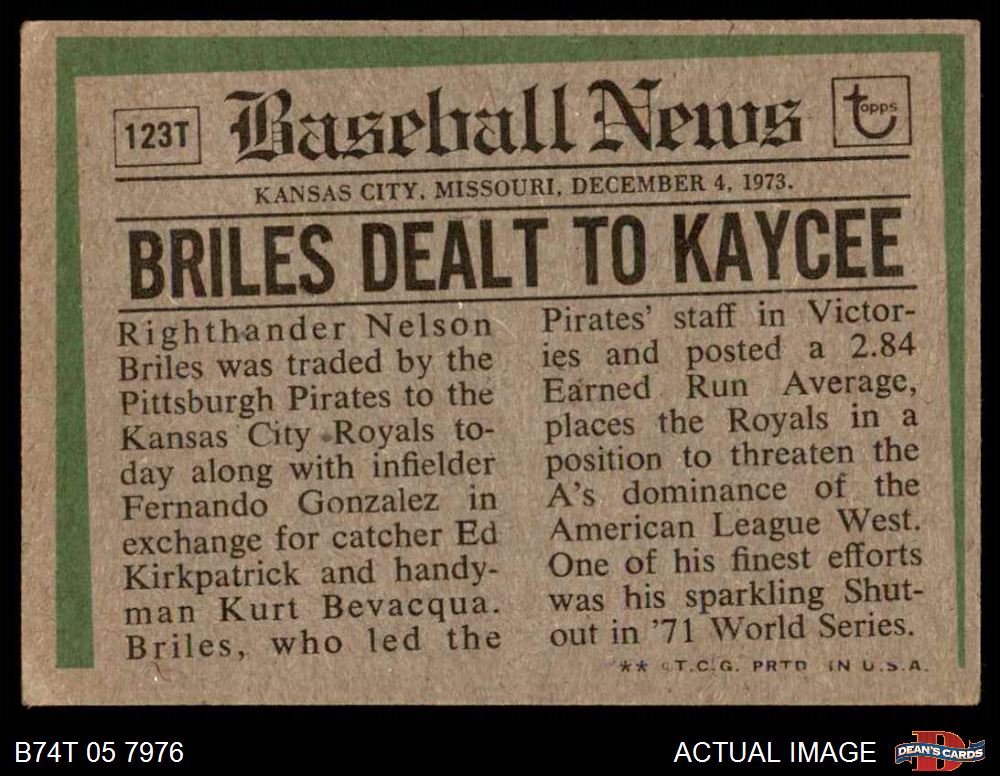 123T
Baseball News
topps
KANSAS CITY, MISSOURI, DECEMBER 4, 1973.
BRILES DEALT TO KAYCEE
Righthander Nelson
Briles was traded by the
Pittsburgh Pirates to the
Kansas City Royals to-
day along with infielder
Fernando Gonzalez in
exchange for catcher Ed
Kirkpatrick and handy-
man Kurt Bevacqua.
Briles, who led the
Pirates' staff in Victor-
ies and posted a 2.84
Earned Run Average,
places the Royals in a
position to threaten the
A's dominance of the
American League West.
One of his finest efforts
was his sparkling Shut-
out in '71 World Series.
** ©T.C.G. PRTD IN U.S.A.
B74T 05 7976
ACTUAL IMAGE
DEAN'S CARDS